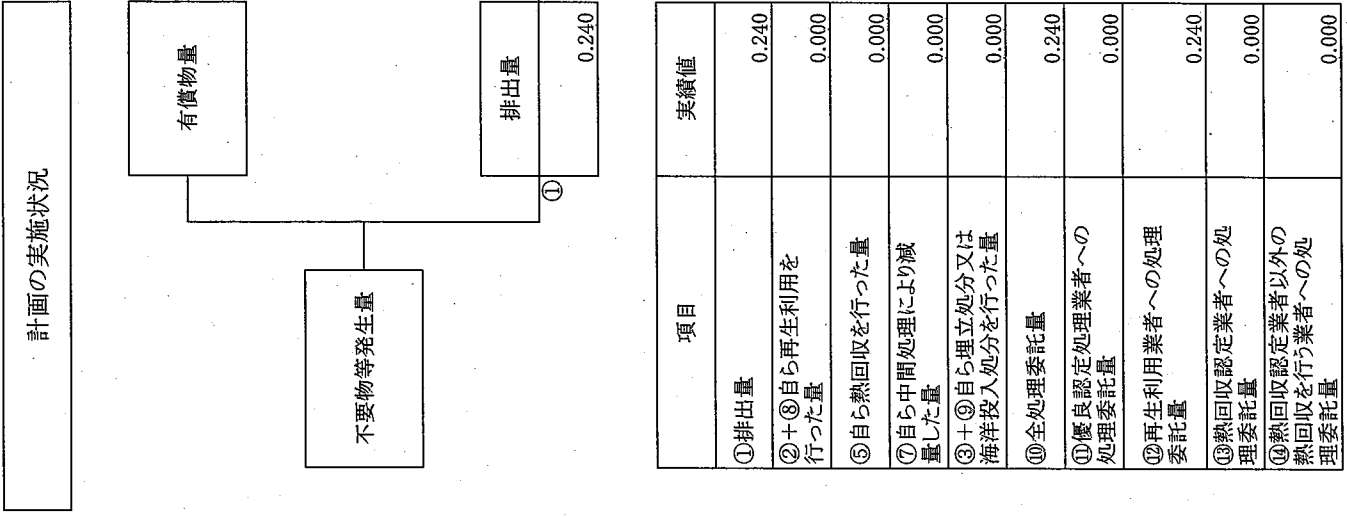 計画の実施状況
有償物量
不要物等発生量
排出量
①
0.240
項目
実績値
①排出量
0.240
②+⑧自ら再生利用を
行った量
0.000
⑤自ら熱回収を行った量
0.000
⑦自ら中間処理により減
量した量
0.000
③+⑨自ら埋立処分又は
海洋投入処分を行った量
0.000
⑩全処理委託量
0.240
⑪優良認定処理業者への
処理委託量
0.000
⑫再生利用業者への処理
委託量
0.240
⑬熱回収認定業者への処
理委託量
0.000
⑭熱回収認定業者以外の
熱回収を行う業者への処
理委託量
0.000